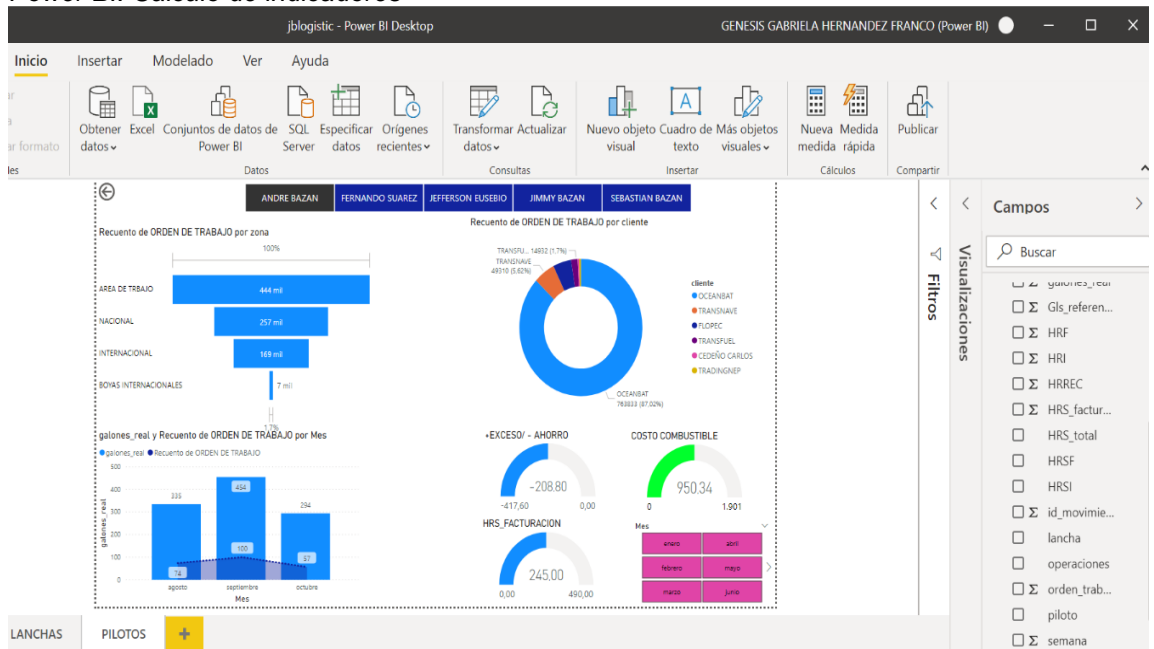 Power BI: Cálculo de indicadores
jblogistic - Power BI Desktop
GENESIS GABRIELA HERNANDEZ FRANCO (Power BI)
Inicio Insertar Modelado Ver Ayuda
ar formato
Obtener datos
Excel
Conjuntos de datos de Power BI
SQL Server
Especificar datos
Orígenes recientes
Transformar datos
Actualizar
Nuevo objeto visual
Cuadro de texto
Más objetos visuales
Nueva medida
Medida rápida
Publicar
les
Datos
Consultas
Insertar
Cálculos
Compartir
ANDRE BAZAN
FERNANDO SUAREZ
JEFFERSON EUSEBIO
JIMMY BAZAN
SEBASTIAN BAZAN
Recuento de ORDEN DE TRABAJO por zona
100%
AREA DE TRBAJO 444 mil
NACIONAL 257 mil
INTERNACIONAL 169 mil
BOYAS INTERNACIONALES 7 mil
1,7%
Recuento de ORDEN DE TRABAJO por cliente
TRANSFU... 14932 (1,7%)
TRANSNAVE
49310 (5,62%)
OCEANBAT
763833 (87,02%)
cliente
OCEANBAT
TRANSNAVE
FLOPEC
TRANSFUEL
CEDEÑO CARLOS
TRADINGNEP
galones_real y Recuento de ORDEN DE TRABAJO por Mes
galones_real Recuento de ORDEN DE TRABAJO
galones_real
500
400
300
200
100
0
335
454
294
74
100
57
agosto septiembre octubre
Mes
+EXCESO/ - AHORRO
-208.80
-417,60 0,00
COSTO COMBUSTIBLE
950.34
0 1.901
HRS_FACTURACION
245,00
0,00 490,00
Mes
enero abril
febrero mayo
marzo junio
Filtros
Visualizaciones
Campos
Buscar
galones_real
Gls_referen...
HRF
HRI
HRREC
HRS_factur...
HRS_total
HRSF
HRSI
id_movimie...
lancha
operaciones
orden_trab...
piloto
semana
LANCHAS PILOTOS